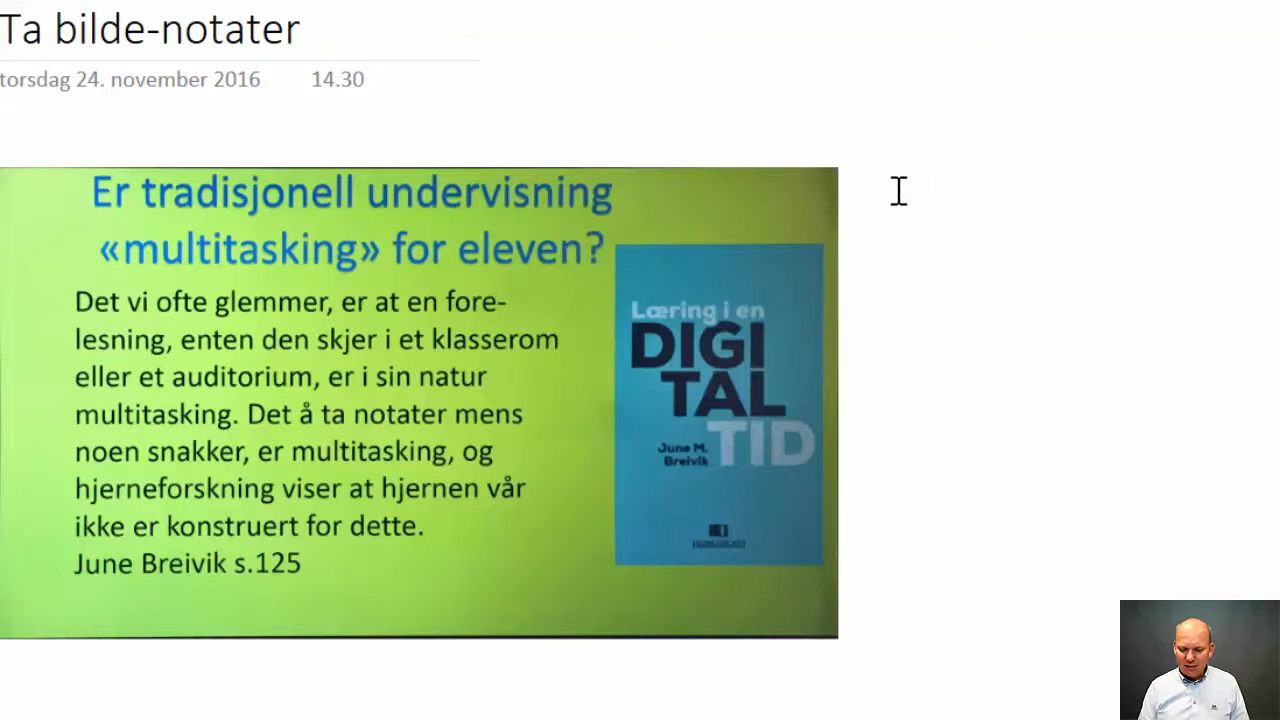 Ta bilde-notater
torsdag 24. november 2016 14.30
Er tradisjonell undervisning
«multitasking» for eleven?
Det vi ofte glemmer, er at en fore-
lesning, enten den skjer i et klasserom
eller et auditorium, er i sin natur
multitasking. Det å ta notater mens
noen snakker, er multitasking, og
hjerneforskning viser at hjernen vår
ikke er konstruert for dette.
June Breivik s.125
Læring i en
DIGI
TAL
TID
June M.
Breivik